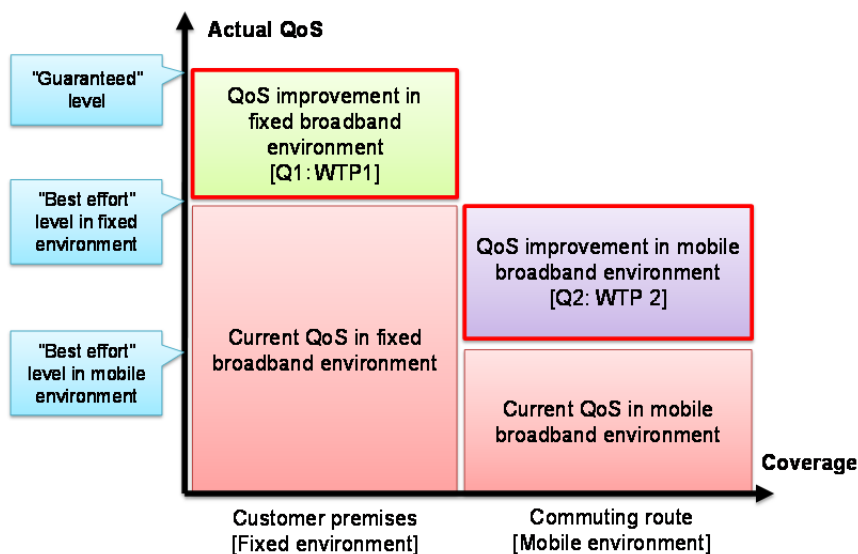 Actual QoS
"Guaranteed"
level
QoS improvement in
fixed broadband
environment
[Q1: WTP1]
"Best effort"
level in fixed
environment
QoS improvement in mobile
broadband environment
[Q2: WTP 2]
"Best effort"
level in mobile
environment
Current QoS in fixed
broadband environment
Current QoS in mobile
broadband environment
Coverage
Customer premises
[Fixed environment]
Commuting route
[Mobile environment]